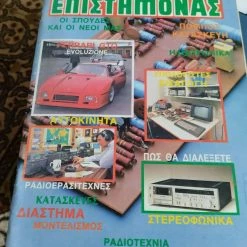 ΕΠΙΣΤΗΜΟΝΑΣ
ΟΙ ΣΠΟΥΔΕΣ
ΚΑΙ ΟΙ ΝΕΟΙ
EVOLUZIONE
ΑΥΤΟΚΙΝΗΤΑ
ΡΑΔΙΟΕΡΑΣΙΤΕΧΝΕΣ
ΠΩΣ ΘΑ ΔΙΑΛΕΞΕΤΕ
ΚΑΤΑΣΚΕΥΕΣ
ΔΙΑΣΤΗΜΑ
ΜΟΝΤΕΛΙΣΜΟΣ
ΣΤΕΡΕΟΦΩΝΙΚΑ
ΡΑΔΙΟΤΕΧΝΙΑ